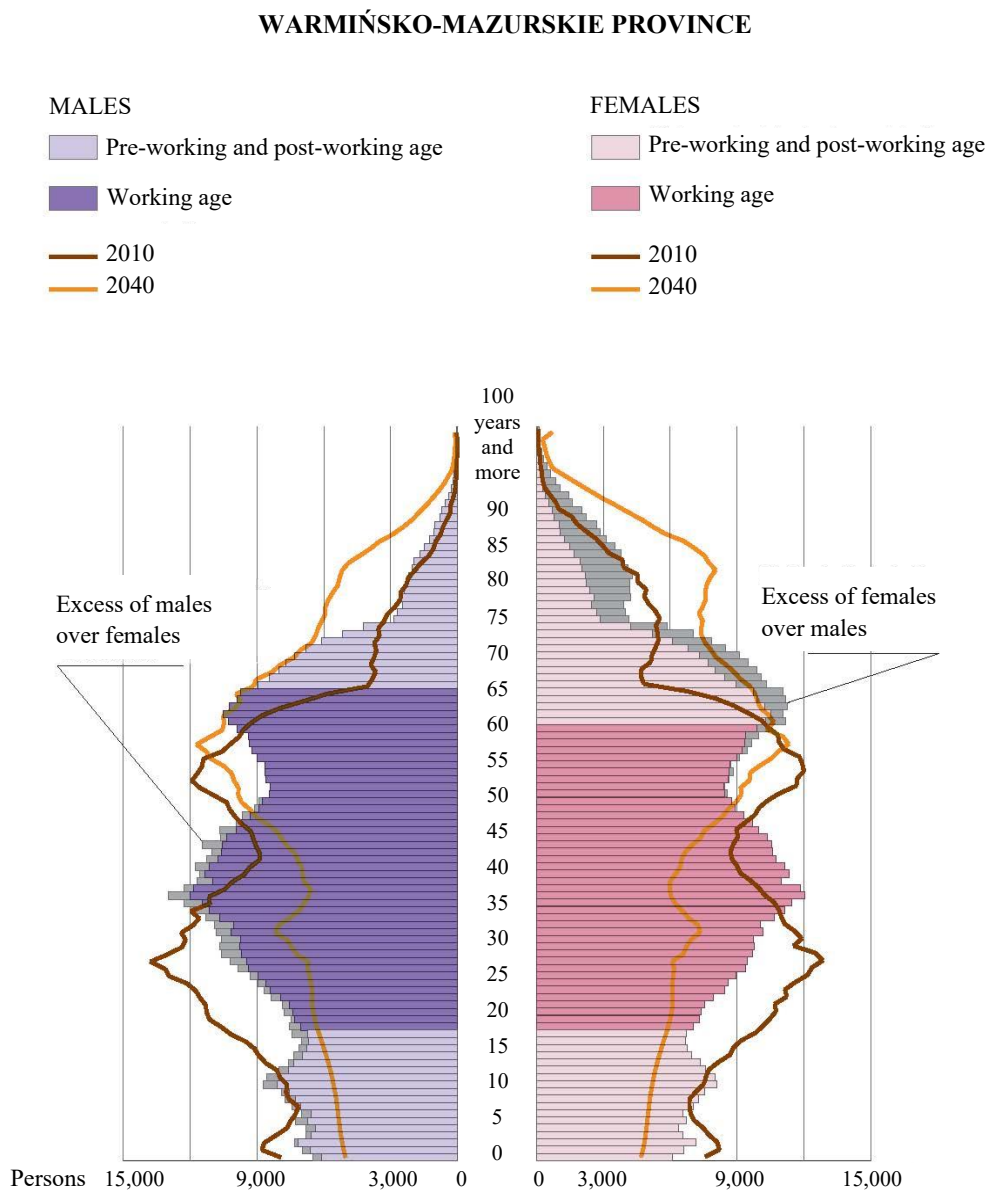 WARMIŃSKO-MAZURSKIE PROVINCE
MALES
Pre-working and post-working age
Working age
2010
2040
FEMALES
Pre-working and post-working age
Working age
2010
2040
100
years
and
more
90
85
80
75
70
65
60
55
50
45
40
35
30
25
20
15
10
5
0
Excess of males
over females
Excess of females
over males
Persons 15,000 9,000 3,000 0 0 3,000 9,000 15,000